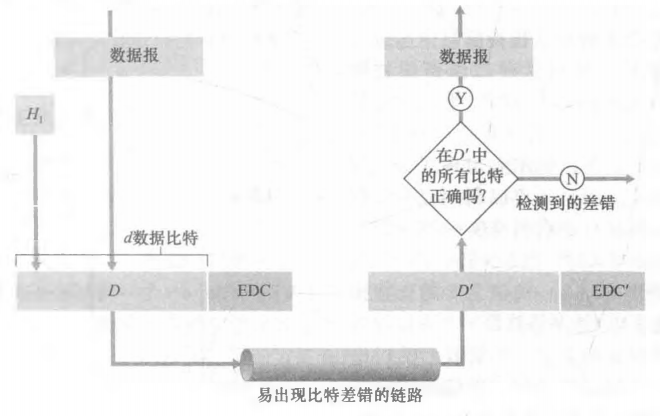 数据报
数据报
H₁
Y
在D′中
的所有比特
正确吗?
N
检测到的差错
d数据比特
D
EDC
D′
EDC′
易出现比特差错的链路